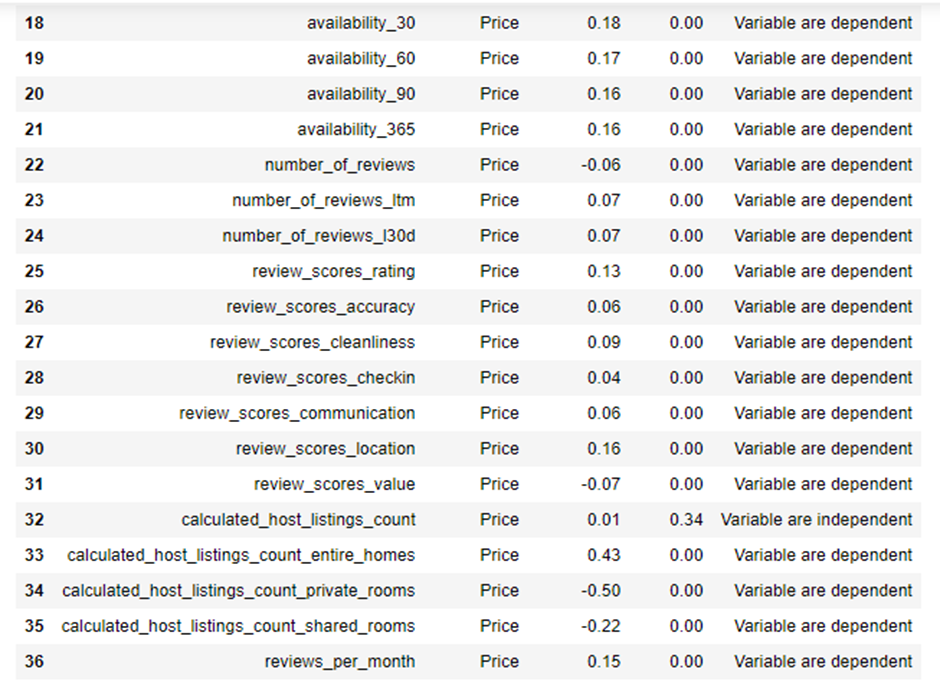 18 availability_30 Price 0.18 0.00 Variable are dependent
19 availability_60 Price 0.17 0.00 Variable are dependent
20 availability_90 Price 0.16 0.00 Variable are dependent
21 availability_365 Price 0.16 0.00 Variable are dependent
22 number_of_reviews Price -0.06 0.00 Variable are dependent
23 number_of_reviews_ltm Price 0.07 0.00 Variable are dependent
24 number_of_reviews_l30d Price 0.07 0.00 Variable are dependent
25 review_scores_rating Price 0.13 0.00 Variable are dependent
26 review_scores_accuracy Price 0.06 0.00 Variable are dependent
27 review_scores_cleanliness Price 0.09 0.00 Variable are dependent
28 review_scores_checkin Price 0.04 0.00 Variable are dependent
29 review_scores_communication Price 0.06 0.00 Variable are dependent
30 review_scores_location Price 0.16 0.00 Variable are dependent
31 review_scores_value Price -0.07 0.00 Variable are dependent
32 calculated_host_listings_count Price 0.01 0.34 Variable are independent
33 calculated_host_listings_count_entire_homes Price 0.43 0.00 Variable are dependent
34 calculated_host_listings_count_private_rooms Price -0.50 0.00 Variable are dependent
35 calculated_host_listings_count_shared_rooms Price -0.22 0.00 Variable are dependent
36 reviews_per_month Price 0.15 0.00 Variable are dependent